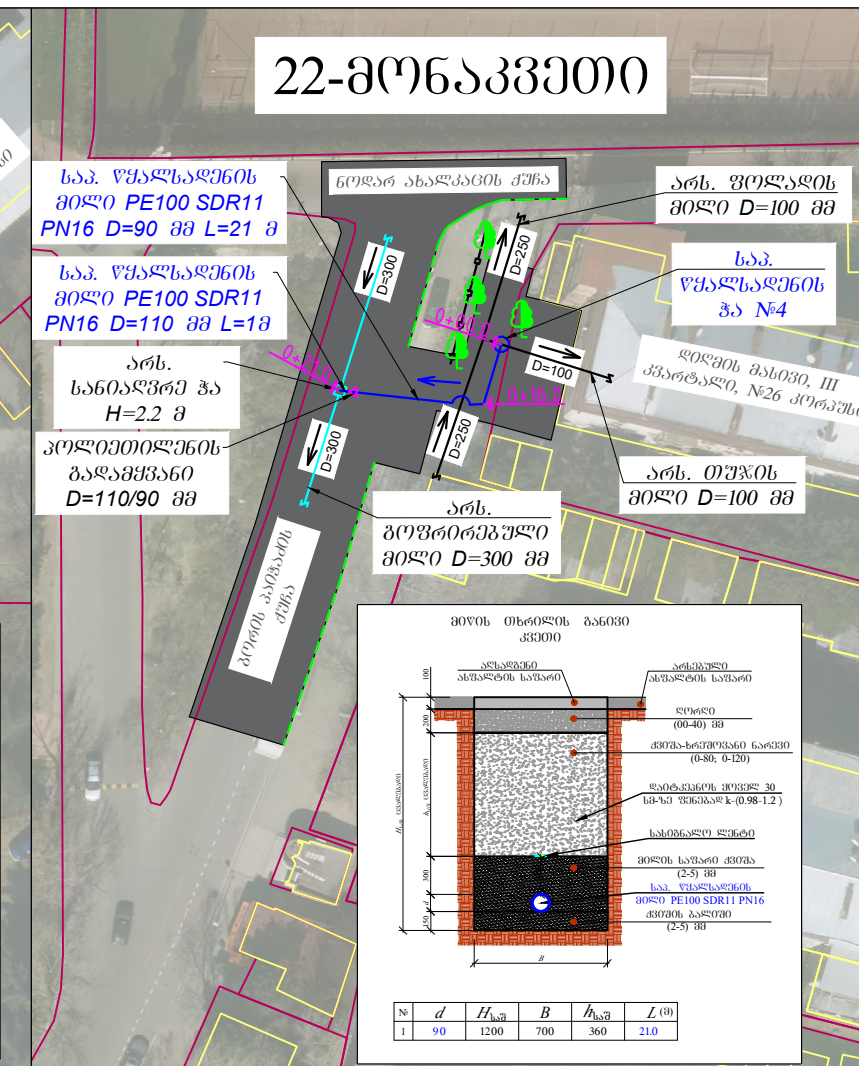 22-მონაკვეთი
ნოდარ ახალკაცის ქუჩა
საპ. წყალსადენის
მილი PE100 SDR11
PN16 D=90 მმ L=21 მ
საპ. წყალსადენის
მილი PE100 SDR11
PN16 D=110 მმ L=1მ
არს.
სანიაღვრე ჭა
H=2.2 მ
პოლიეთილენის
გადამყვანი
D=110/90 მმ
არს. ფოლადის
მილი D=100 მმ
საპ.
წყალსადენის
ჭა №4
დიღმის მასივი, III
კვარტალი, №26 კორპუსი
არს. თუჯის
მილი D=100 მმ
არს.
გოფრირებული
მილი D=300 მმ
D=300
D=300
D=250
D=250
D=100
0+00.0
0+16.0
0+21.0
ბორის პაიჭაძის
ქუჩა
მიწის თხრილის განივი
კვეთი
აღსადგენი
ასფალტის საფარი
არსებული
ასფალტის საფარი
ღორღი
(00-40) მმ
ქვიშა-ხრეშოვანი ნარევი
(0-80; 0-120)
დაიტკეპნოს ყოველ 30
სმ-ზე ფენებად k-(0.98-1.2 )
სასიგნალო ლენტი
მილის საფარი ქვიშა
(2-5) მმ
საპ. წყალსადენის
მილი PE100 SDR11 PN16
ქვიშის ბალიში
(2-5) მმ
100
200
300
d
150
B
№ d Hსაშ B hსაშ L (მ)
1 90 1200 700 360 21.0